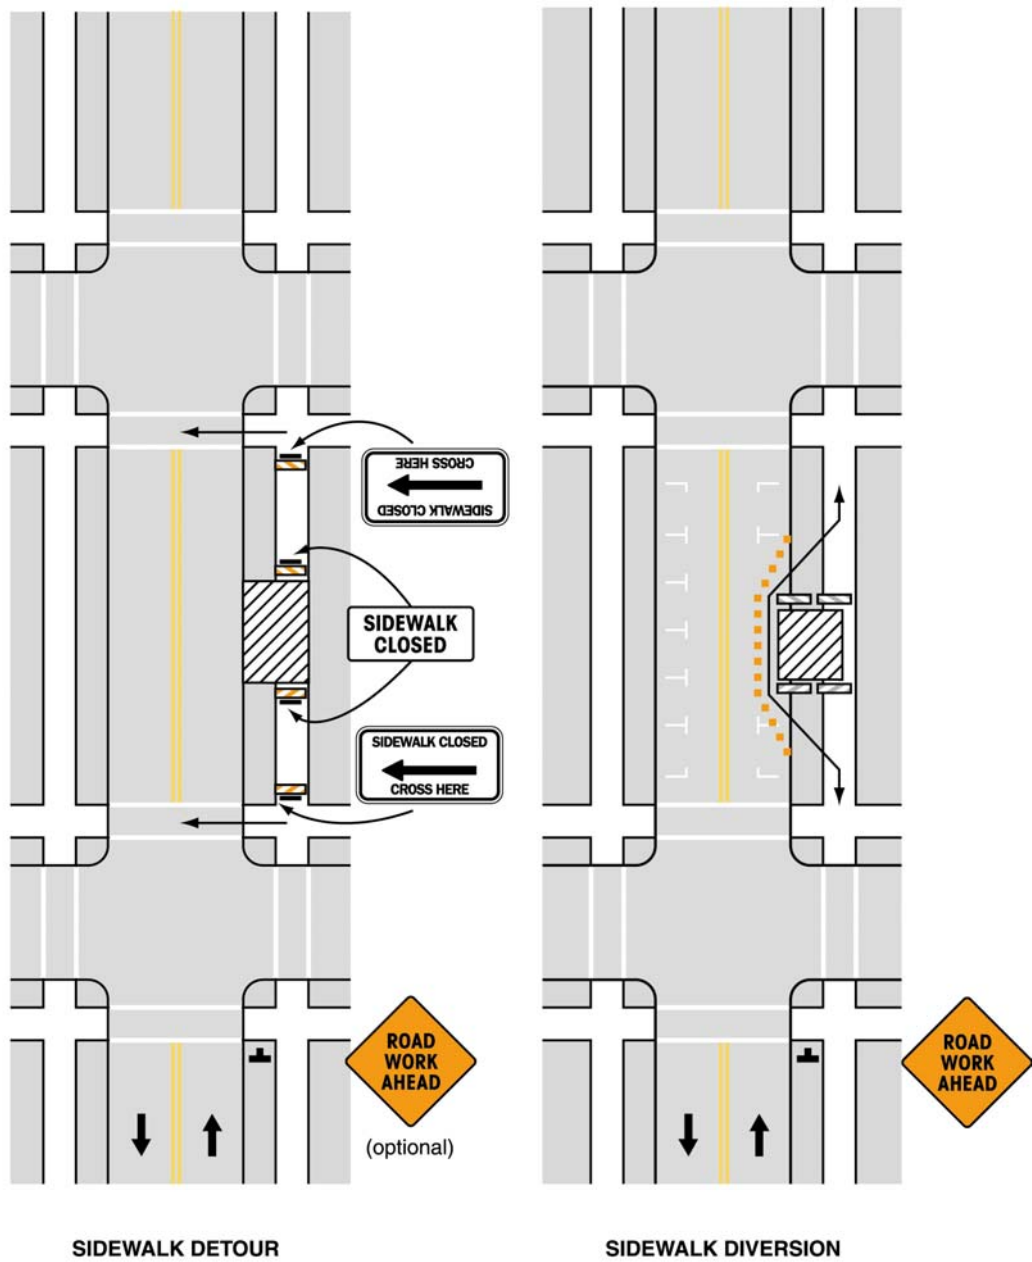 CROSS HERE
SIDEWALK CLOSED
SIDEWALK
CLOSED
SIDEWALK CLOSED
CROSS HERE
ROAD
WORK
AHEAD
(optional)
ROAD
WORK
AHEAD
SIDEWALK DETOUR
SIDEWALK DIVERSION